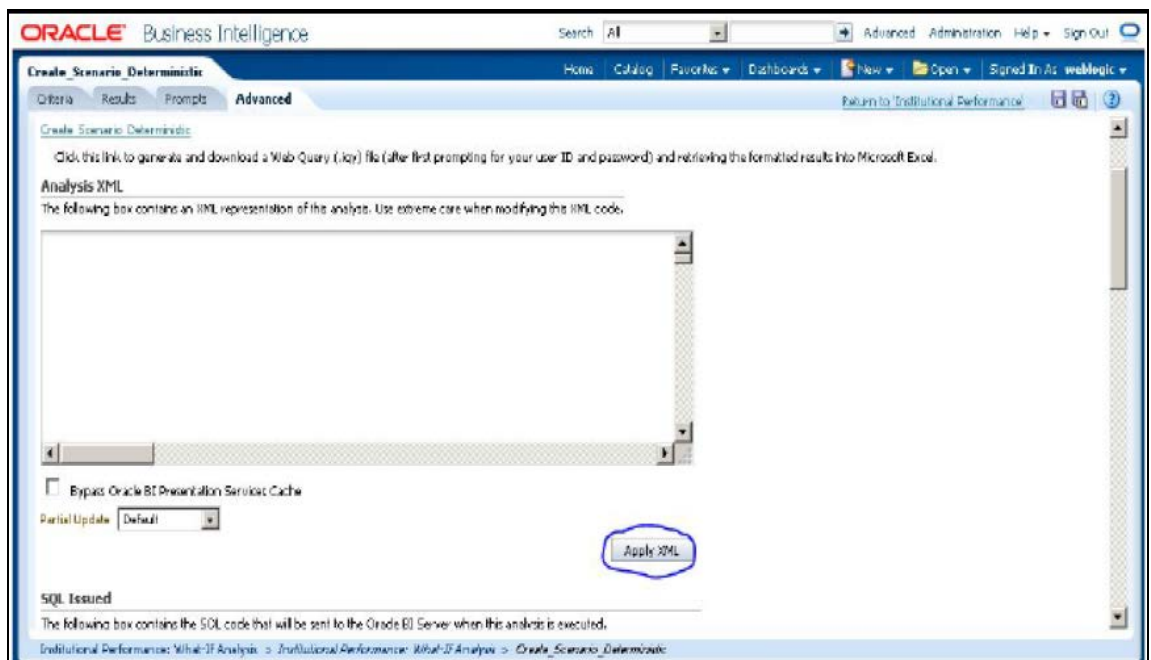 ORACLE Business Intelligence
Search All Advanced Administration Help Sign Out
Create_Scenario_Deterministic
Home Catalog Favorites Dashboards New Open Signed In As weblogic
Criteria Results Prompts Advanced
Return to 'Institutional Performance'
Create Scenario Deterministic
Click this link to generate and download a Web Query (.iqy) file (after first prompting for your user ID and password) and retrieving the formatted results into Microsoft Excel.
Analysis XML
The following box contains an XML representation of this analysis. Use extreme care when modifying this XML code.
Bypass Oracle BI Presentation Services Cache
Partial Update Default
Apply XML
SQL Issued
The following box contains the SQL code that will be sent to the Oracle BI Server when this analysis is executed.
Institutional Performance: What-If Analysis > Institutional Performance: What-If Analysis > Create_Scenario_Deterministic